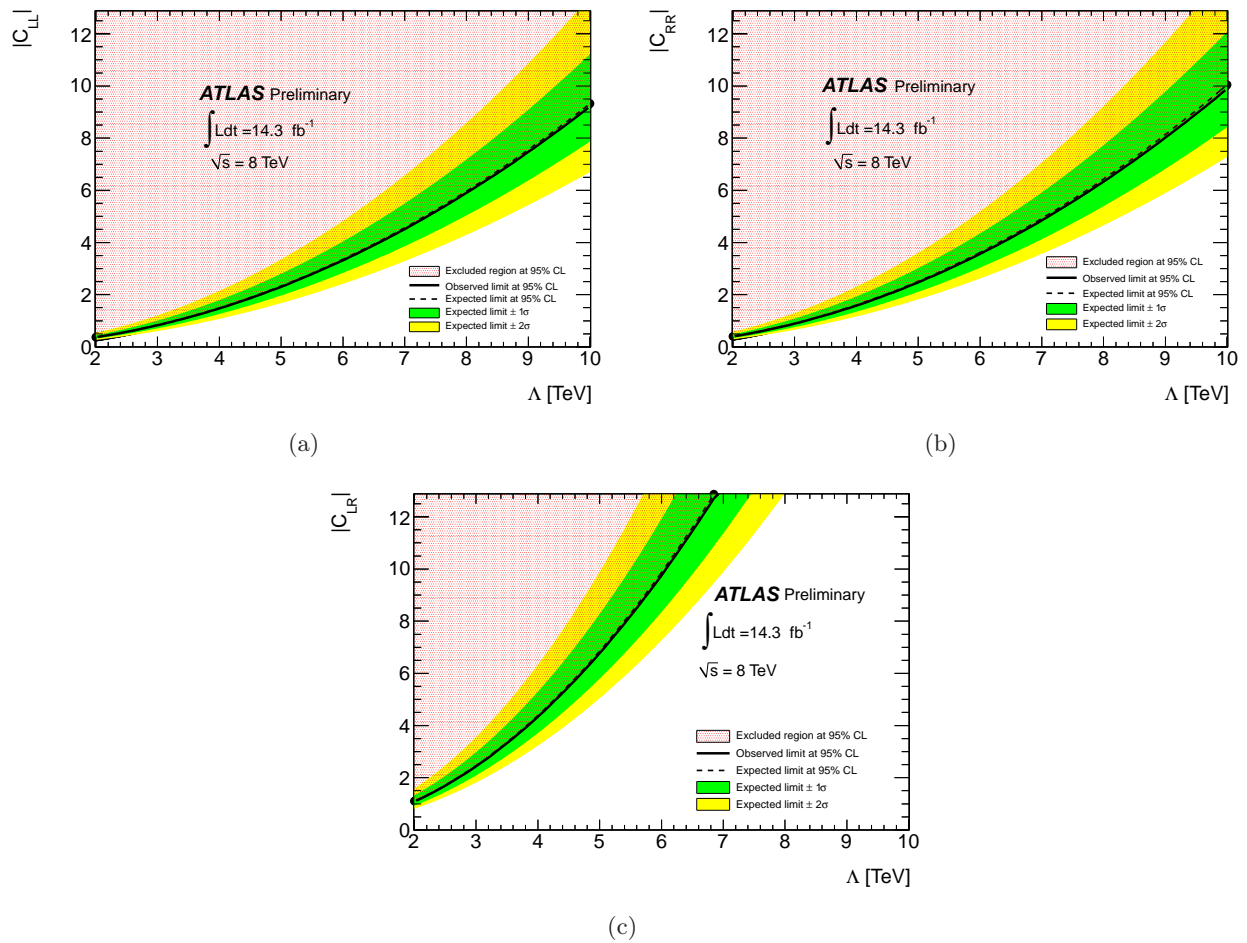 |C_LL|
12
10
8
6
4
2
0
2 3 4 5 6 7 8 9 10
Λ [TeV]
ATLAS Preliminary
∫Ldt =14.3 fb^-1
√s = 8 TeV
Excluded region at 95% CL
Observed limit at 95% CL
Expected limit at 95% CL
Expected limit ± 1σ
Expected limit ± 2σ
(a)
|C_RR|
12
10
8
6
4
2
0
2 3 4 5 6 7 8 9 10
Λ [TeV]
ATLAS Preliminary
∫Ldt =14.3 fb^-1
√s = 8 TeV
Excluded region at 95% CL
Observed limit at 95% CL
Expected limit at 95% CL
Expected limit ± 1σ
Expected limit ± 2σ
(b)
|C_LR|
12
10
8
6
4
2
0
2 3 4 5 6 7 8 9 10
Λ [TeV]
ATLAS Preliminary
∫Ldt =14.3 fb^-1
√s = 8 TeV
Excluded region at 95% CL
Observed limit at 95% CL
Expected limit at 95% CL
Expected limit ± 1σ
Expected limit ± 2σ
(c)